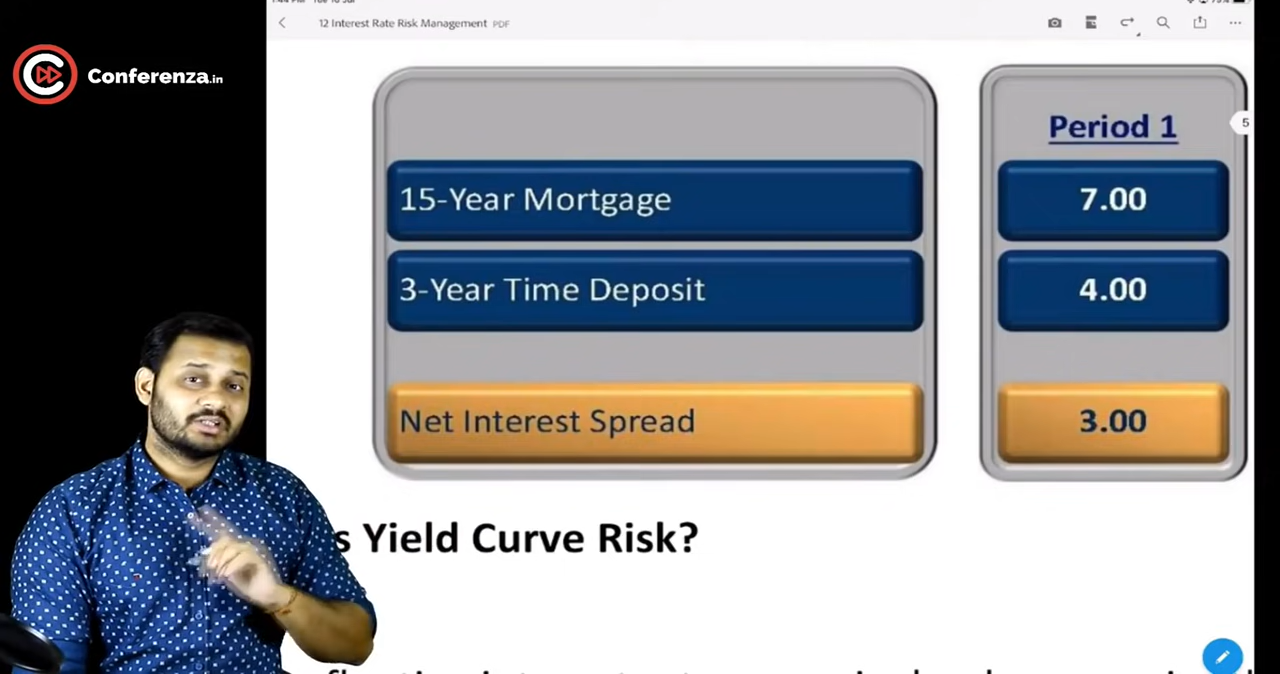 12 Interest Rate Risk Management PDF
Conferenza.in
Period 1
5
15-Year Mortgage 7.00
3-Year Time Deposit 4.00
Net Interest Spread 3.00
s Yield Curve Risk?